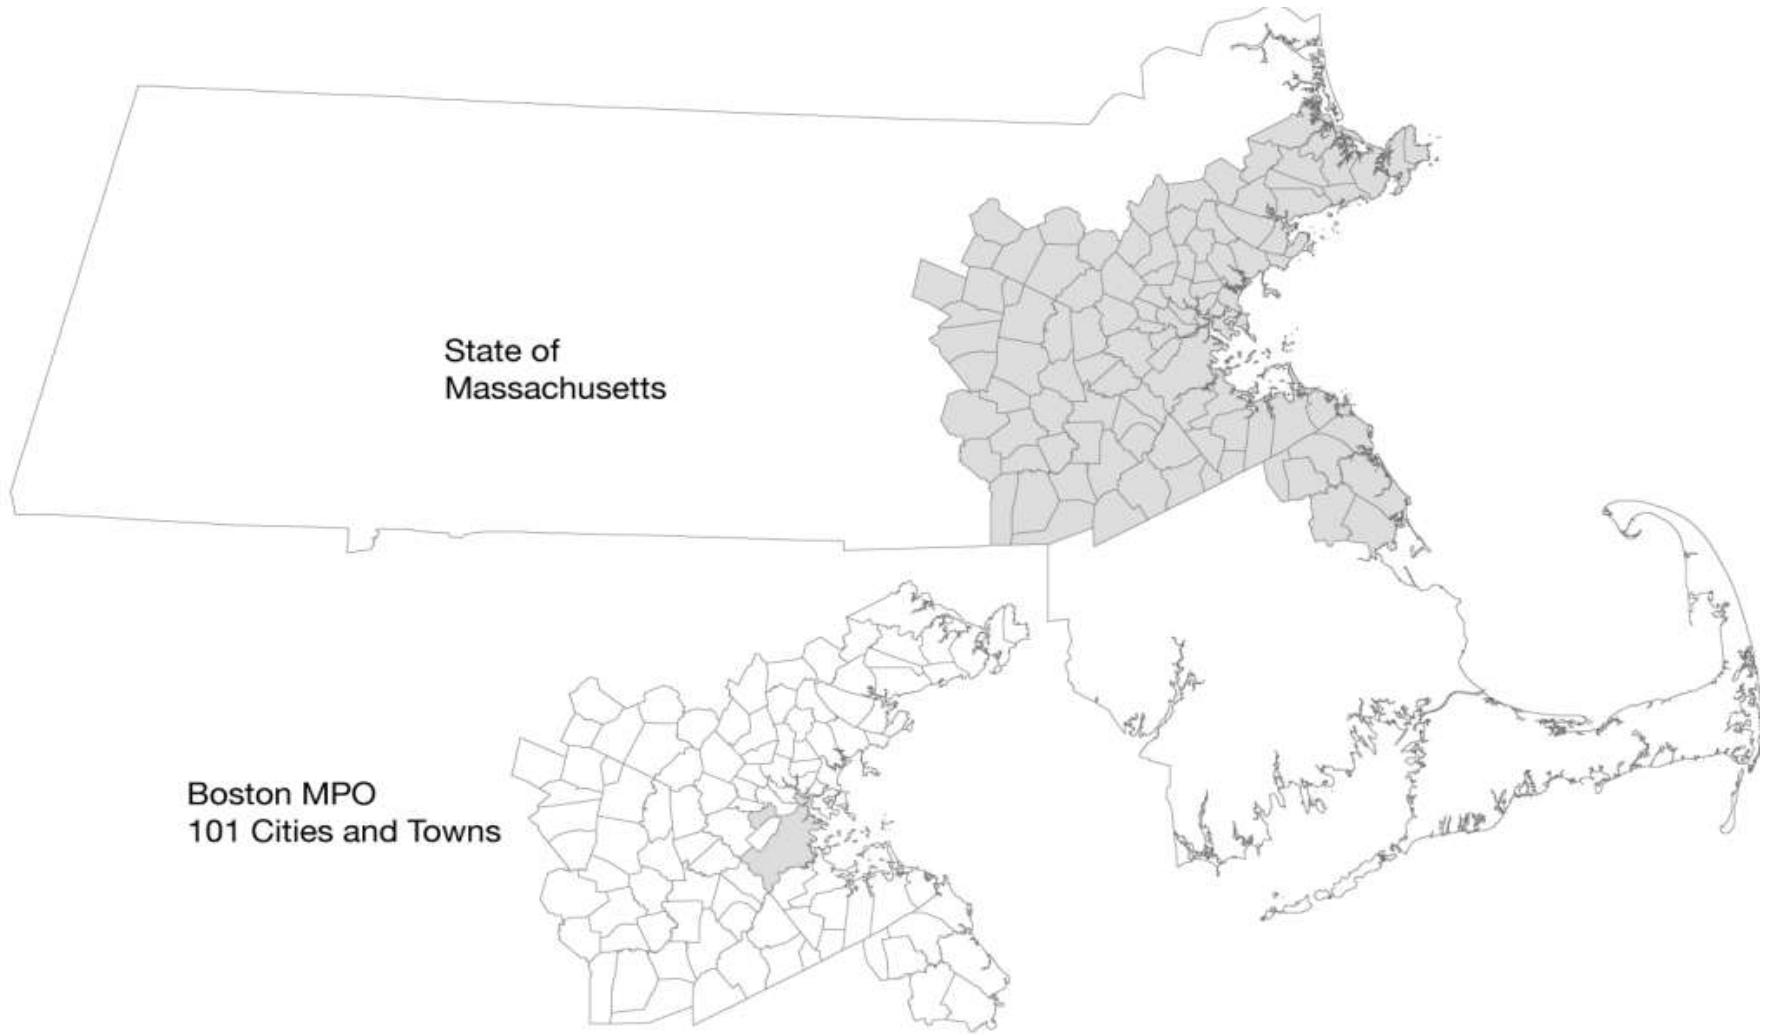 State of
Massachusetts
Boston MPO
101 Cities and Towns